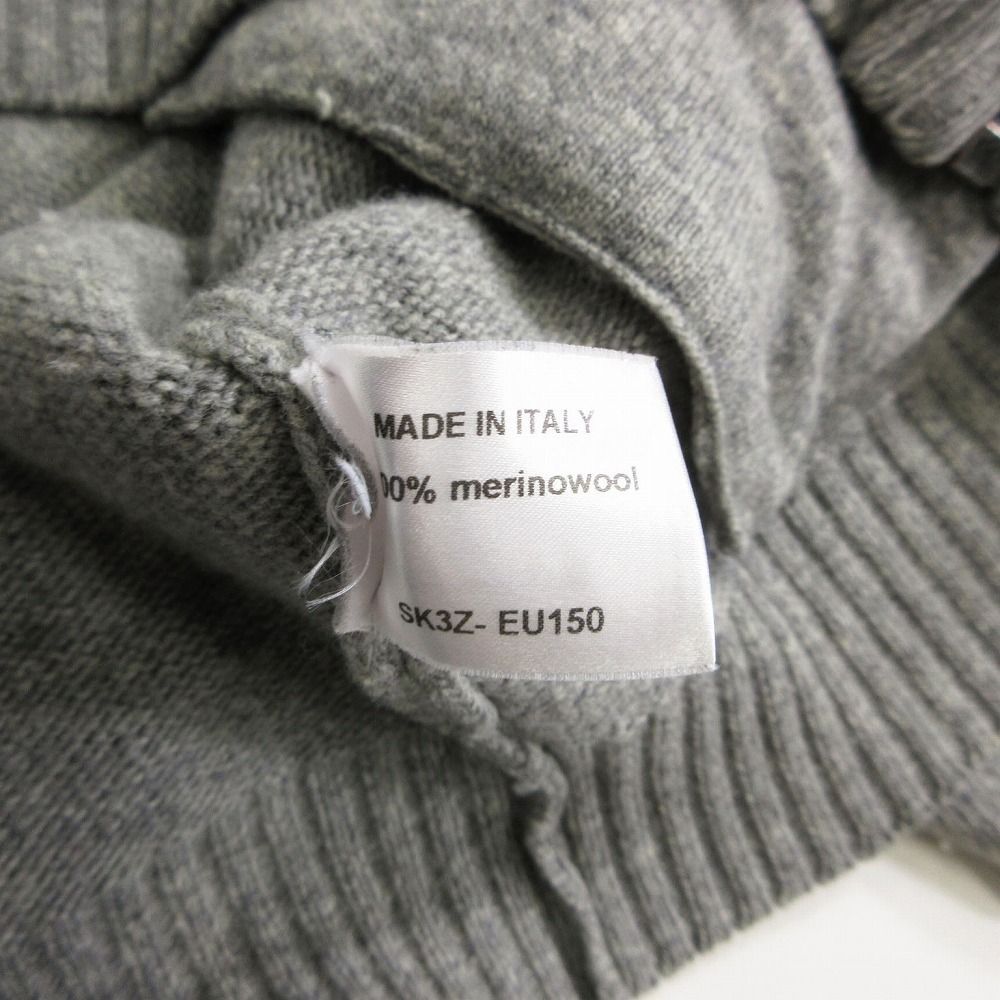 MADE IN ITALY
00% merinowool
SK3Z- EU150